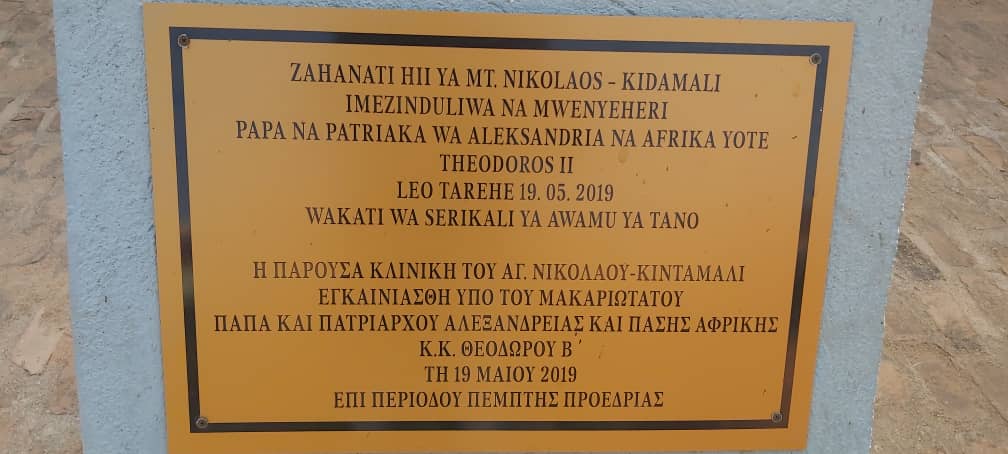 ZAHANATI HII YA MT. NIKOLAOS – KIDAMALI
IMEZINDULIWA NA MWENYEHERI
PAPA NA PATRIAKA WA ALEKSANDRIA NA AFRIKA YOTE
THEODOROS II
LEO TAREHE 19. 05. 2019
WAKATI WA SERIKALI YA AWAMU YA TANO
Η ΠΑΡΟΥΣΑ ΚΛΙΝΙΚΗ ΤΟΥ ΑΓ. ΝΙΚΟΛΑΟΥ-ΚΙΝΤΑΜΑΛΙ
ΕΓΚΑΙΝΙΑΣΘΗ ΥΠΟ ΤΟΥ ΜΑΚΑΡΙΩΤΑΤΟΥ
ΠΑΠΑ ΚΑΙ ΠΑΤΡΙΑΡΧΟΥ ΑΛΕΞΑΝΔΡΕΙΑΣ ΚΑΙ ΠΑΣΗΣ ΑΦΡΙΚΗΣ
Κ.Κ. ΘΕΟΔΩΡΟΥ Β΄
ΤΗ 19 ΜΑΙΟΥ 2019
ΕΠΙ ΠΕΡΙΟΔΟΥ ΠΕΜΠΤΗΣ ΠΡΟΕΔΡΙΑΣ